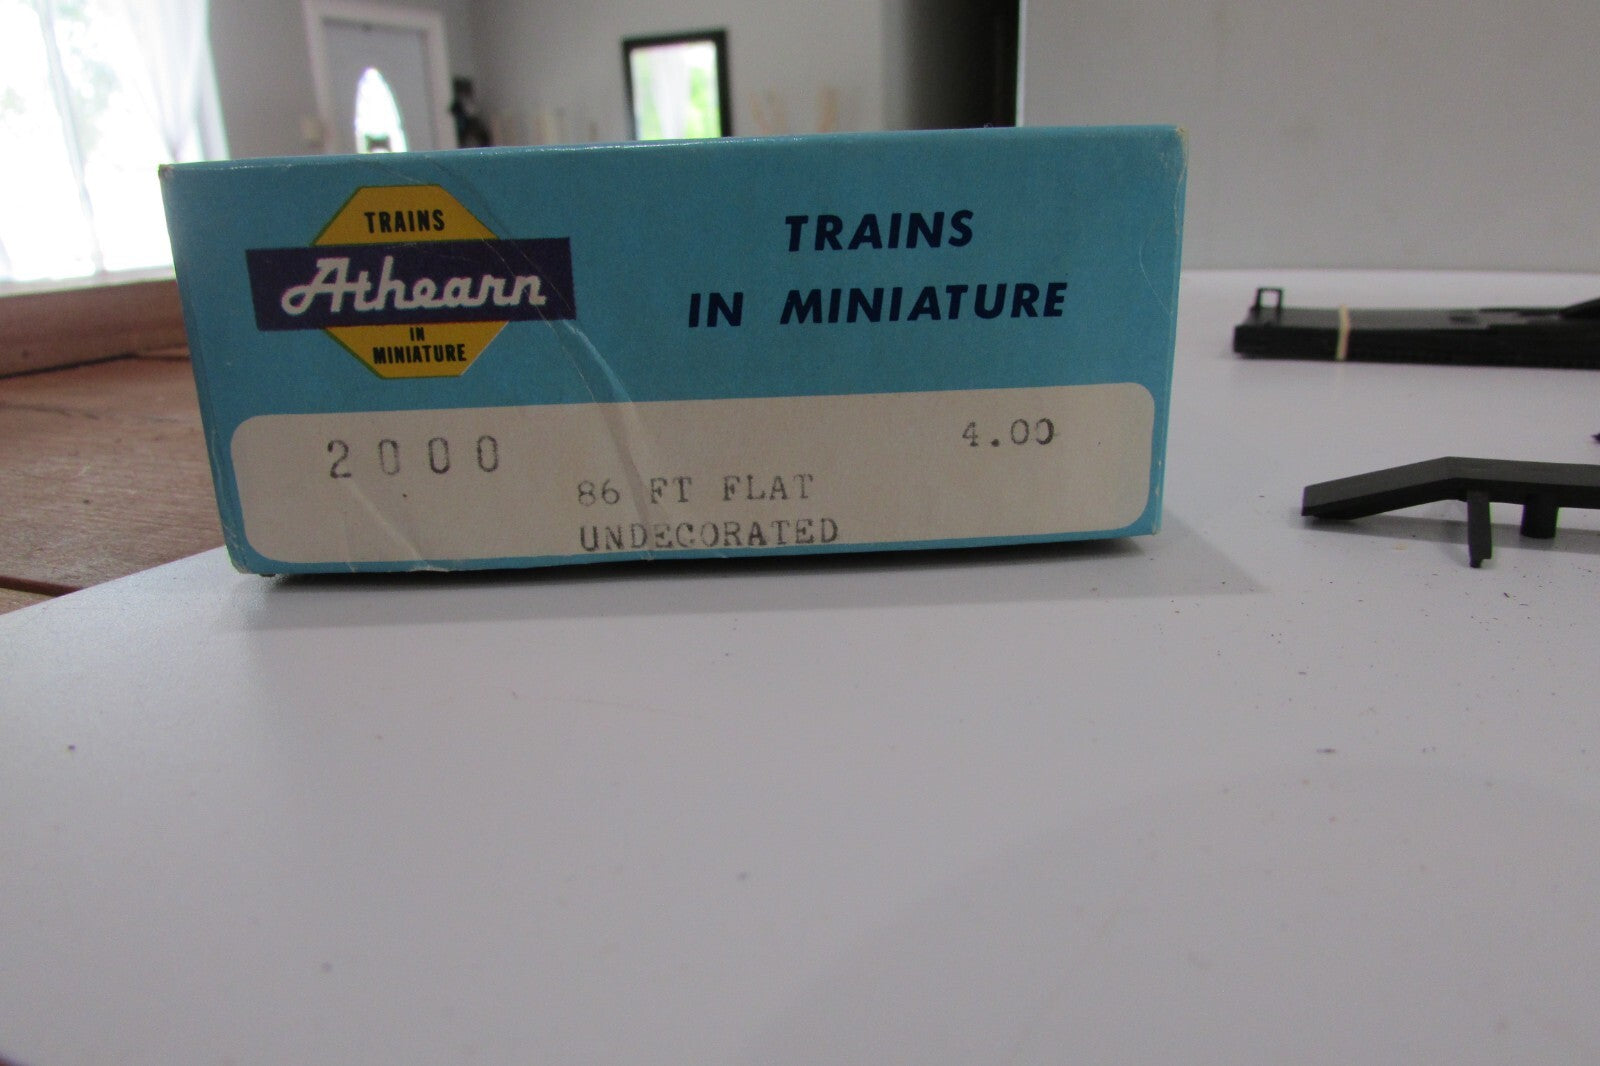 TRAINS
Athearn
IN
MINIATURE
TRAINS
IN MINIATURE
2000
4.00
86 FT FLAT
UNDECORATED